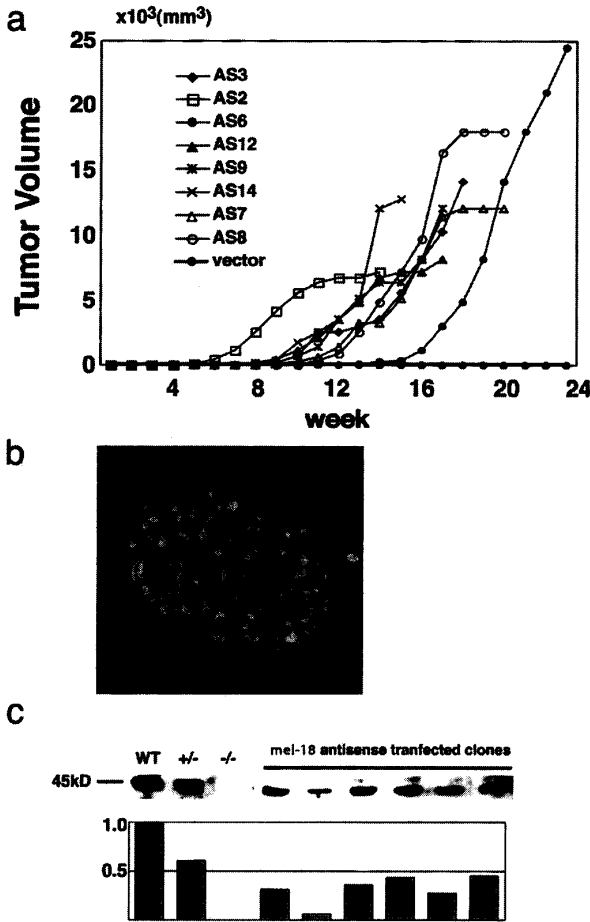 a
x10³(mm³)
Tumor Volume
25
20
15
10
5
0
AS3
AS2
AS6
AS12
AS9
AS14
AS7
AS8
vector
4 8 12 16 20 24
week
b
c
WT +/- -/- mel-18 antisense tranfected clones
45kD
1.0
0.5